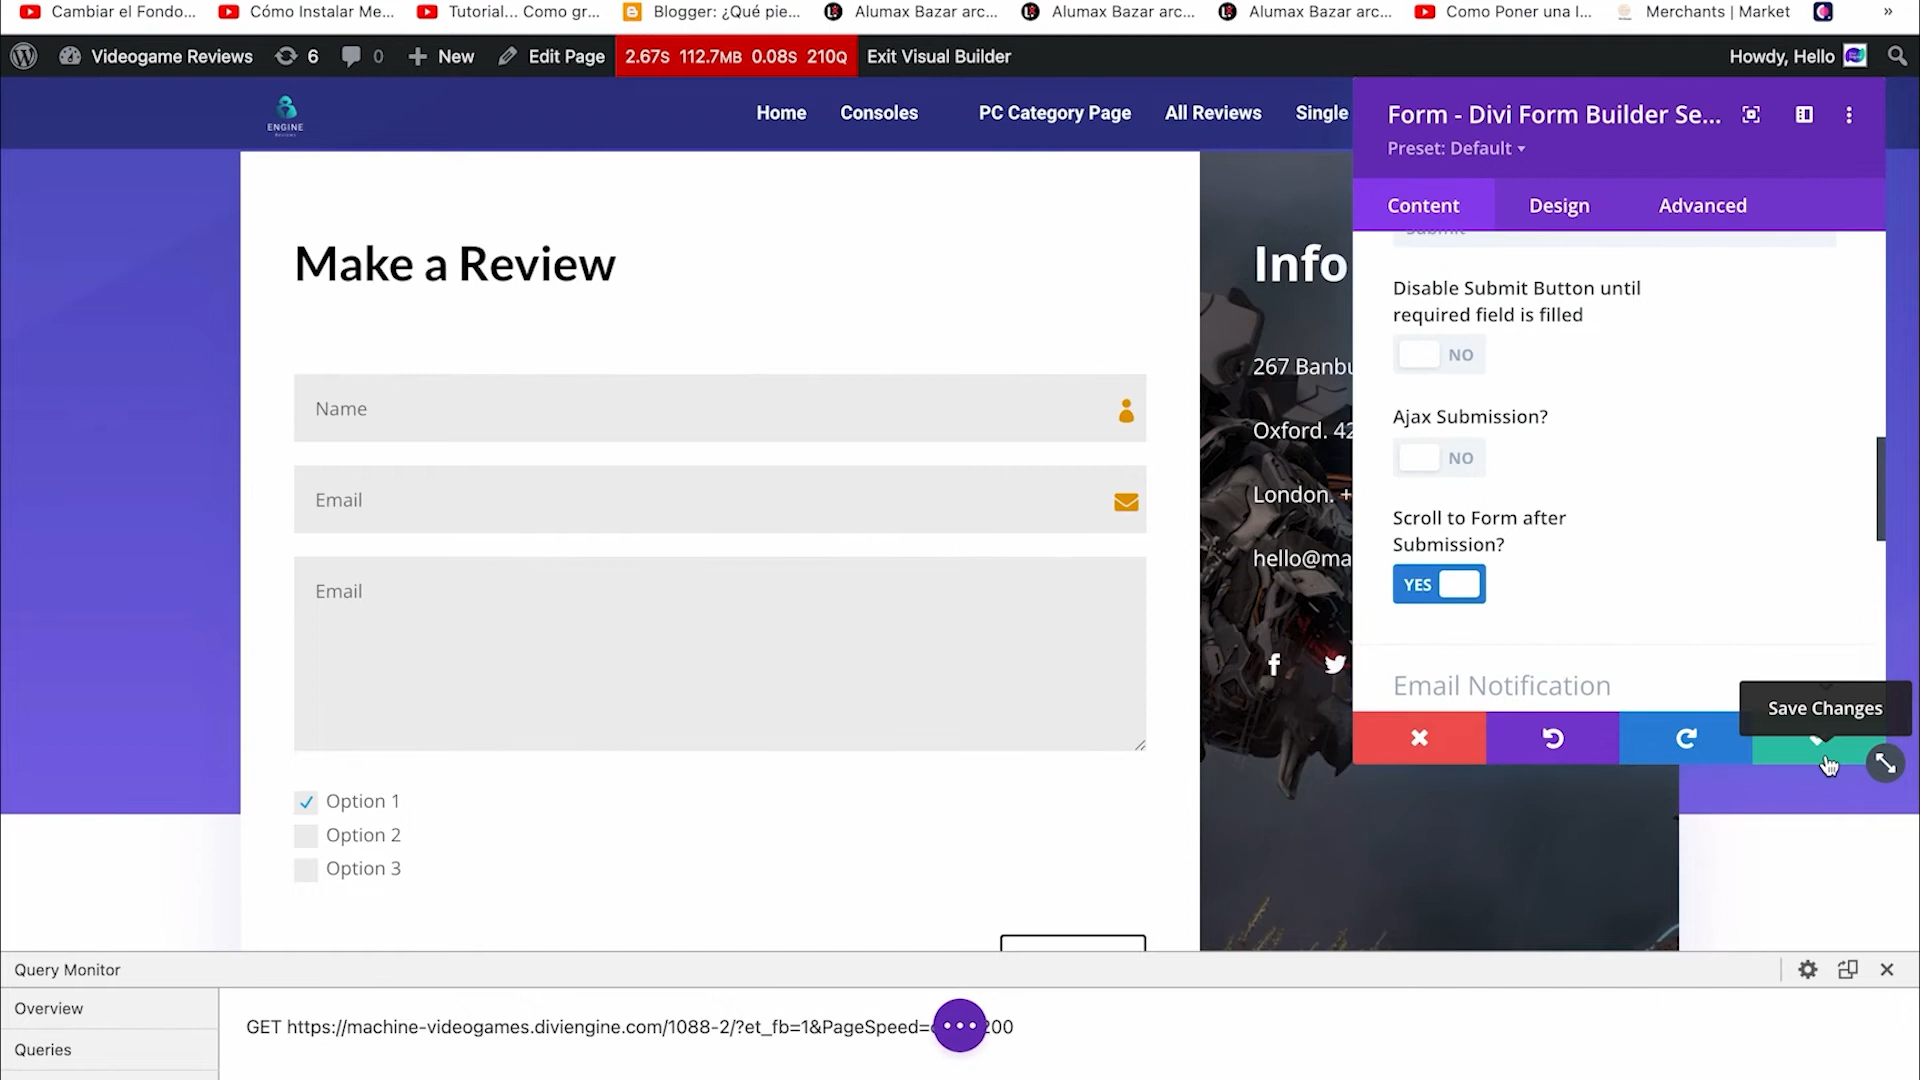 Cambiar el Fondo...
Cómo Instalar Me...
Tutorial... Como gr...
Blogger: ¿Qué pie...
Alumax Bazar arc...
Alumax Bazar arc...
Alumax Bazar arc...
Como Poner una I...
Merchants | Market
»
Videogame Reviews
6
0
New
Edit Page
2.67S 112.7MB 0.08S 210Q
Exit Visual Builder
Howdy, Hello
ENGINE
Reviews
Home
Consoles
PC Category Page
All Reviews
Single
Form - Divi Form Builder Se...
Preset: Default
Content
Design
Advanced
Submit
Disable Submit Button until
required field is filled
NO
Ajax Submission?
NO
Scroll to Form after
Submission?
YES
Email Notification
Save Changes
Make a Review
Name
Email
Email
Option 1
Option 2
Option 3
Info
267 Banbu
Oxford. 42
London. +
hello@ma
Query Monitor
Overview
Queries
GET https://machine-videogames.diviengine.com/1088-2/?et_fb=1&PageSpeed=